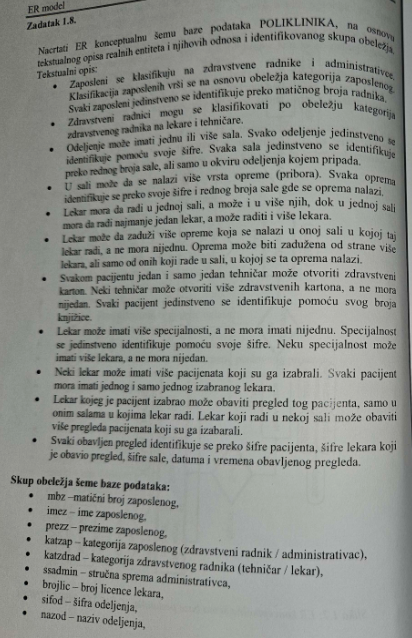 ER model
Zadatak 1.8.
Nacrtati ER konceptualnu šemu baze podataka POLIKLINIKA, na osnovu
tekstualnog opisa realnih entiteta i njihovih odnosa i identifikovanog skupa obeležja.
Tekstualni opis:
• Zaposleni se klasifikuju na zdravstvene radnike i administrativce.
Klasifikacija zaposlenih vrši se na osnovu obeležja kategorija zaposlenog.
Svaki zaposleni jedinstveno se identifikuje preko matičnog broja radnika.
• Zdravstveni radnici mogu se klasifikovati po obeležju kategorija
zdravstvenog radnika na lekare i tehničare.
• Odeljenje može imati jednu ili više sala. Svako odeljenje jedinstveno se
identifikuje pomoću svoje šifre. Svaka sala jedinstveno se identifikuje
preko rednog broja sale, ali samo u okviru odeljenja kojem pripada.
• U sali može da se nalazi više vrsta opreme (pribora). Svaka oprema
identifikuje se preko svoje šifre i rednog broja sale gde se oprema nalazi.
• Lekar mora da radi u jednoj sali, a može i u više njih, dok u jednoj sali
mora da radi najmanje jedan lekar, a može raditi i više lekara.
• Lekar može da zaduži više opreme koja se nalazi u onoj sali u kojoj taj
lekar radi, a ne mora nijednu. Oprema može biti zadužena od strane više
lekara, ali samo od onih koji rade u sali, u kojoj se ta oprema nalazi.
• Svakom pacijentu jedan i samo jedan tehničar može otvoriti zdravstveni
karton. Neki tehničar može otvoriti više zdravstvenih kartona, a ne mora
nijedan. Svaki pacijent jedinstveno se identifikuje pomoću svog broja
knjižice.
• Lekar može imati više specijalnosti, a ne mora imati nijednu. Specijalnost
se jedinstveno identifikuje pomoću svoje šifre. Neku specijalnost može
imati više lekara, a ne mora nijedan.
• Neki lekar može imati više pacijenata koji su ga izabrali. Svaki pacijent
mora imati jednog i samo jednog izabranog lekara.
• Lekar kojeg je pacijent izabrao može obaviti pregled tog pacijenta, samo u
onim salama u kojima lekar radi. Lekar koji radi u nekoj sali može obaviti
više pregleda pacijenata koji su ga izabarali.
• Svaki obavljen pregled identifikuje se preko šifre pacijenta, šifre lekara koji
je obavio pregled, šifre sale, datuma i vremena obavljenog pregleda.
Skup obeležja šeme baze podataka:
• mbz –matični broj zaposlenog,
• imez – ime zaposlenog,
• prezz – prezime zaposlenog,
• katzap – kategorija zaposlenog (zdravstveni radnik / administrativac),
• katzdrad – kategorija zdravstvenog radnika (tehničar / lekar),
• ssadmin – stručna sprema administrativca,
• brojlic – broj licence lekara,
• sifod – šifra odeljenja,
• nazod – naziv odeljenja,